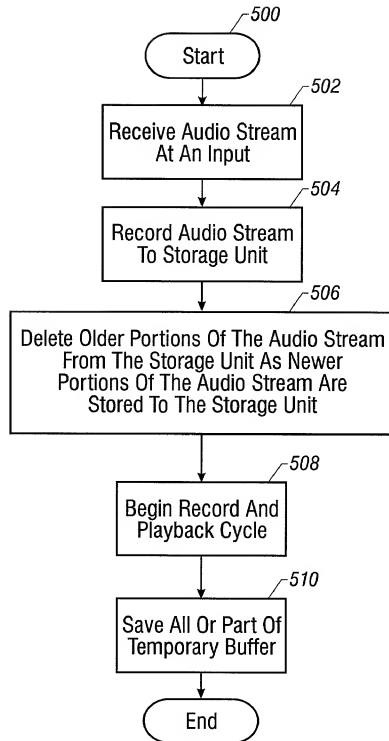 500
Start
502
Receive Audio Stream
At An Input
504
Record Audio Stream
To Storage Unit
506
Delete Older Portions Of The Audio Stream
From The Storage Unit As Newer
Portions Of The Audio Stream Are
Stored To The Storage Unit
508
Begin Record And
Playback Cycle
510
Save All Or Part Of
Temporary Buffer
End